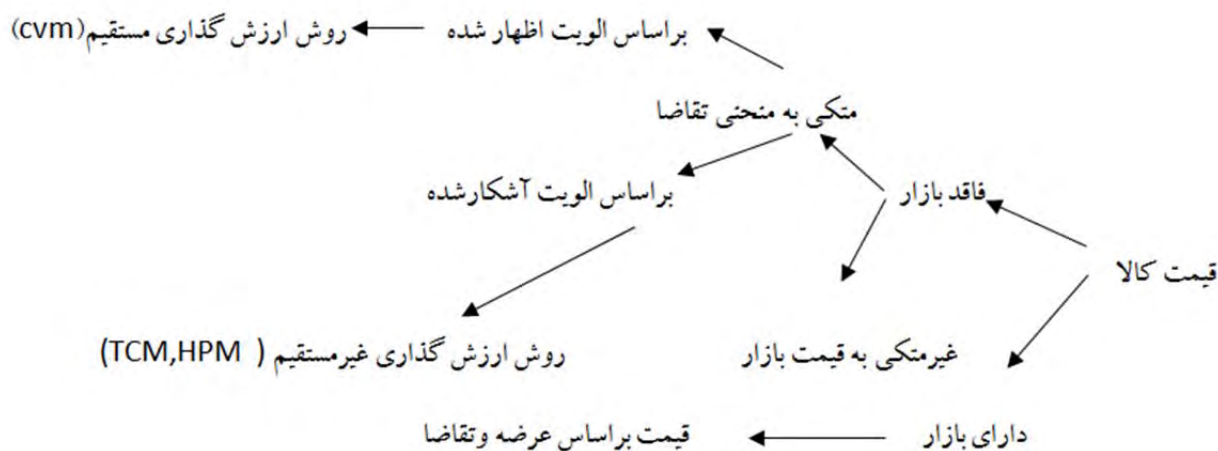 براساس الویت اظهار شده
روش ارزش گذاری مستقیم(cvm)
متکی به منحنی تقاضا
فاقد بازار
براساس الویت آشکارشده
قیمت کالا
غیرمتکی به قیمت بازار
روش ارزش گذاری غیرمستقیم ( TCM,HPM)
دارای بازار
قیمت براساس عرضه وتقاضا